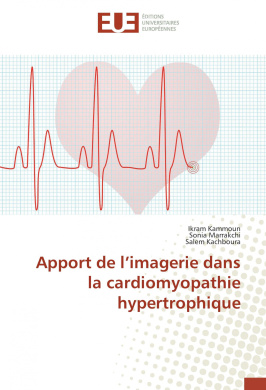 EUE
ÉDITIONS
UNIVERSITAIRES
EUROPÉENNES
Ikram Kammoun
Sonia Marrakchi
Salem Kachboura
Apport de l'imagerie dans
la cardiomyopathie
hypertrophique